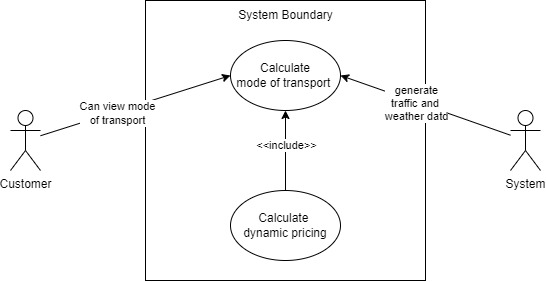 System Boundary
Calculate
mode of transport
Can view mode
of transport
generate
traffic and
weather data
<<include>>
Customer
System
Calculate
dynamic pricing